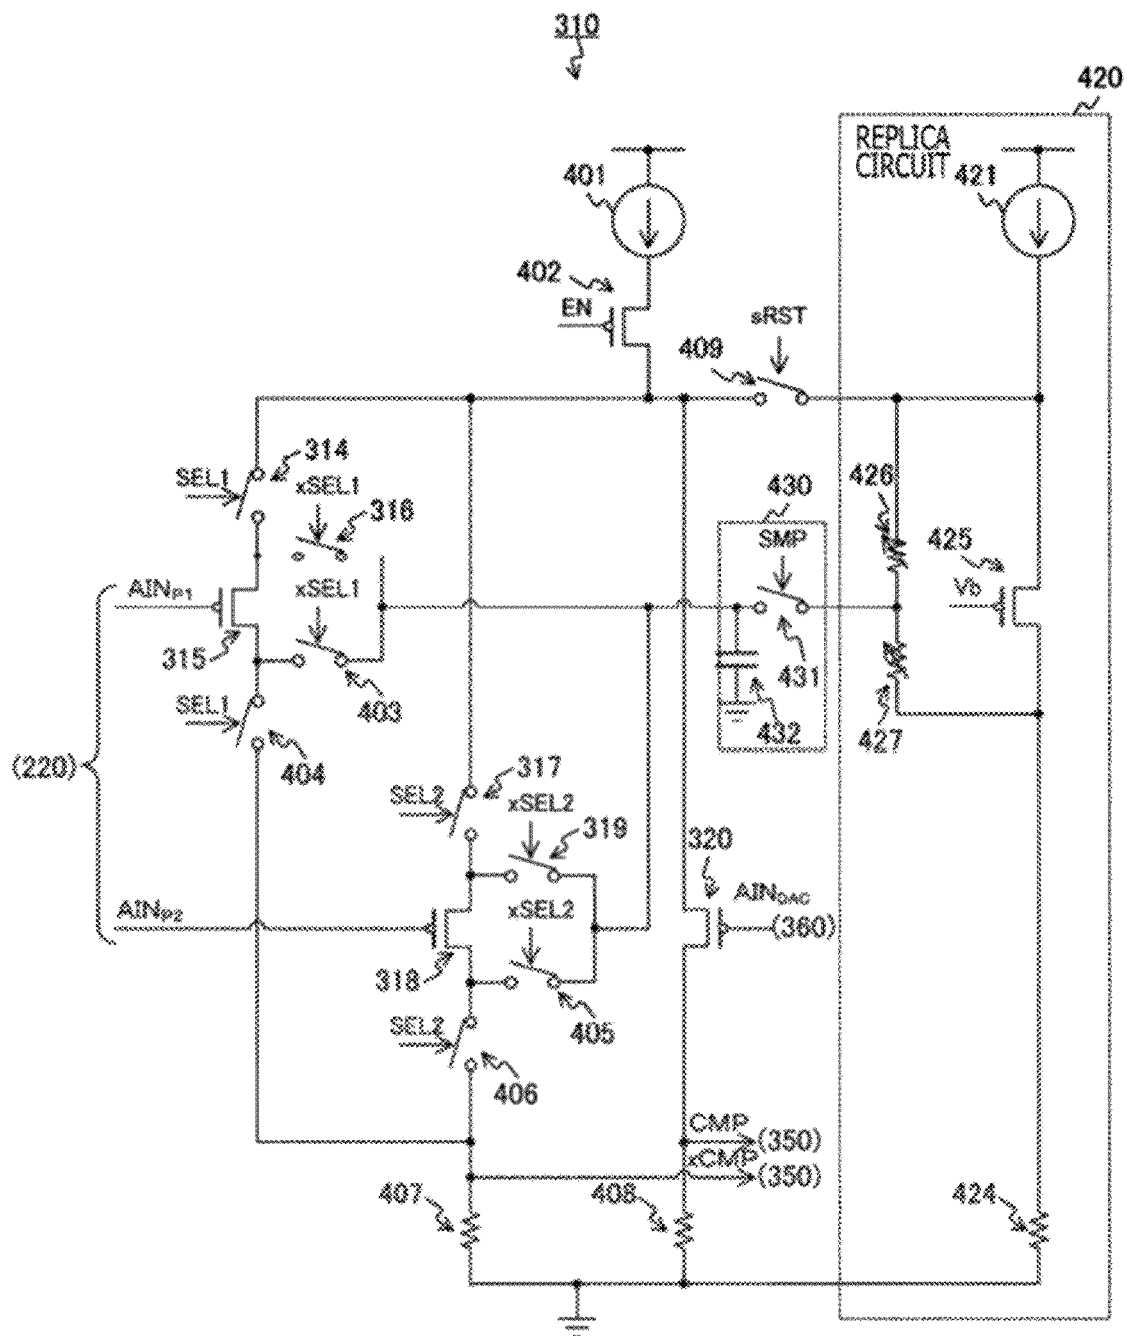 310
420
REPLICA
CIRCUIT
401
421
402
EN
sRST
409
314
SEL1
xSEL1
316
430
426
SMP
425
AINP1
xSEL1
Vb
315
403
431
SEL1
432
427
(220)
404
317
SEL2
xSEL2
319
320
AINDAC
AINP2
xSEL2
(360)
318
SEL2
405
406
CMP
(350)
xCMP
(350)
407
408
424